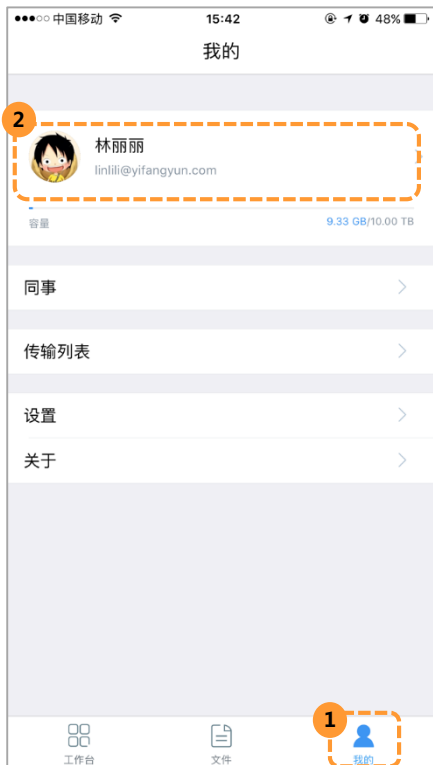 中国移动 15:42 48%
我的
2
林丽丽
linlili@yifangyun.com
容量 9.33 GB/10.00 TB
同事
传输列表
设置
关于
1
工作台 文件 我的